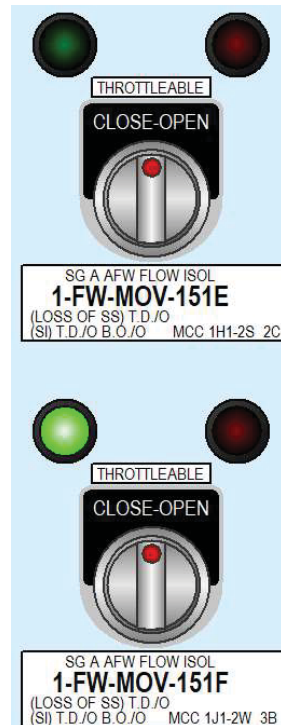 THROTTLEABLE
CLOSE-OPEN
SG A AFW FLOW ISOL
1-FW-MOV-151E
(LOSS OF SS) T.D./O
(SI) T.D./O B.O./O MCC 1H1-2S 2C
THROTTLEABLE
CLOSE-OPEN
SG A AFW FLOW ISOL
1-FW-MOV-151F
(LOSS OF SS) T.D./O
(SI) T.D./O B.O./O MCC 1J1-2W 3B